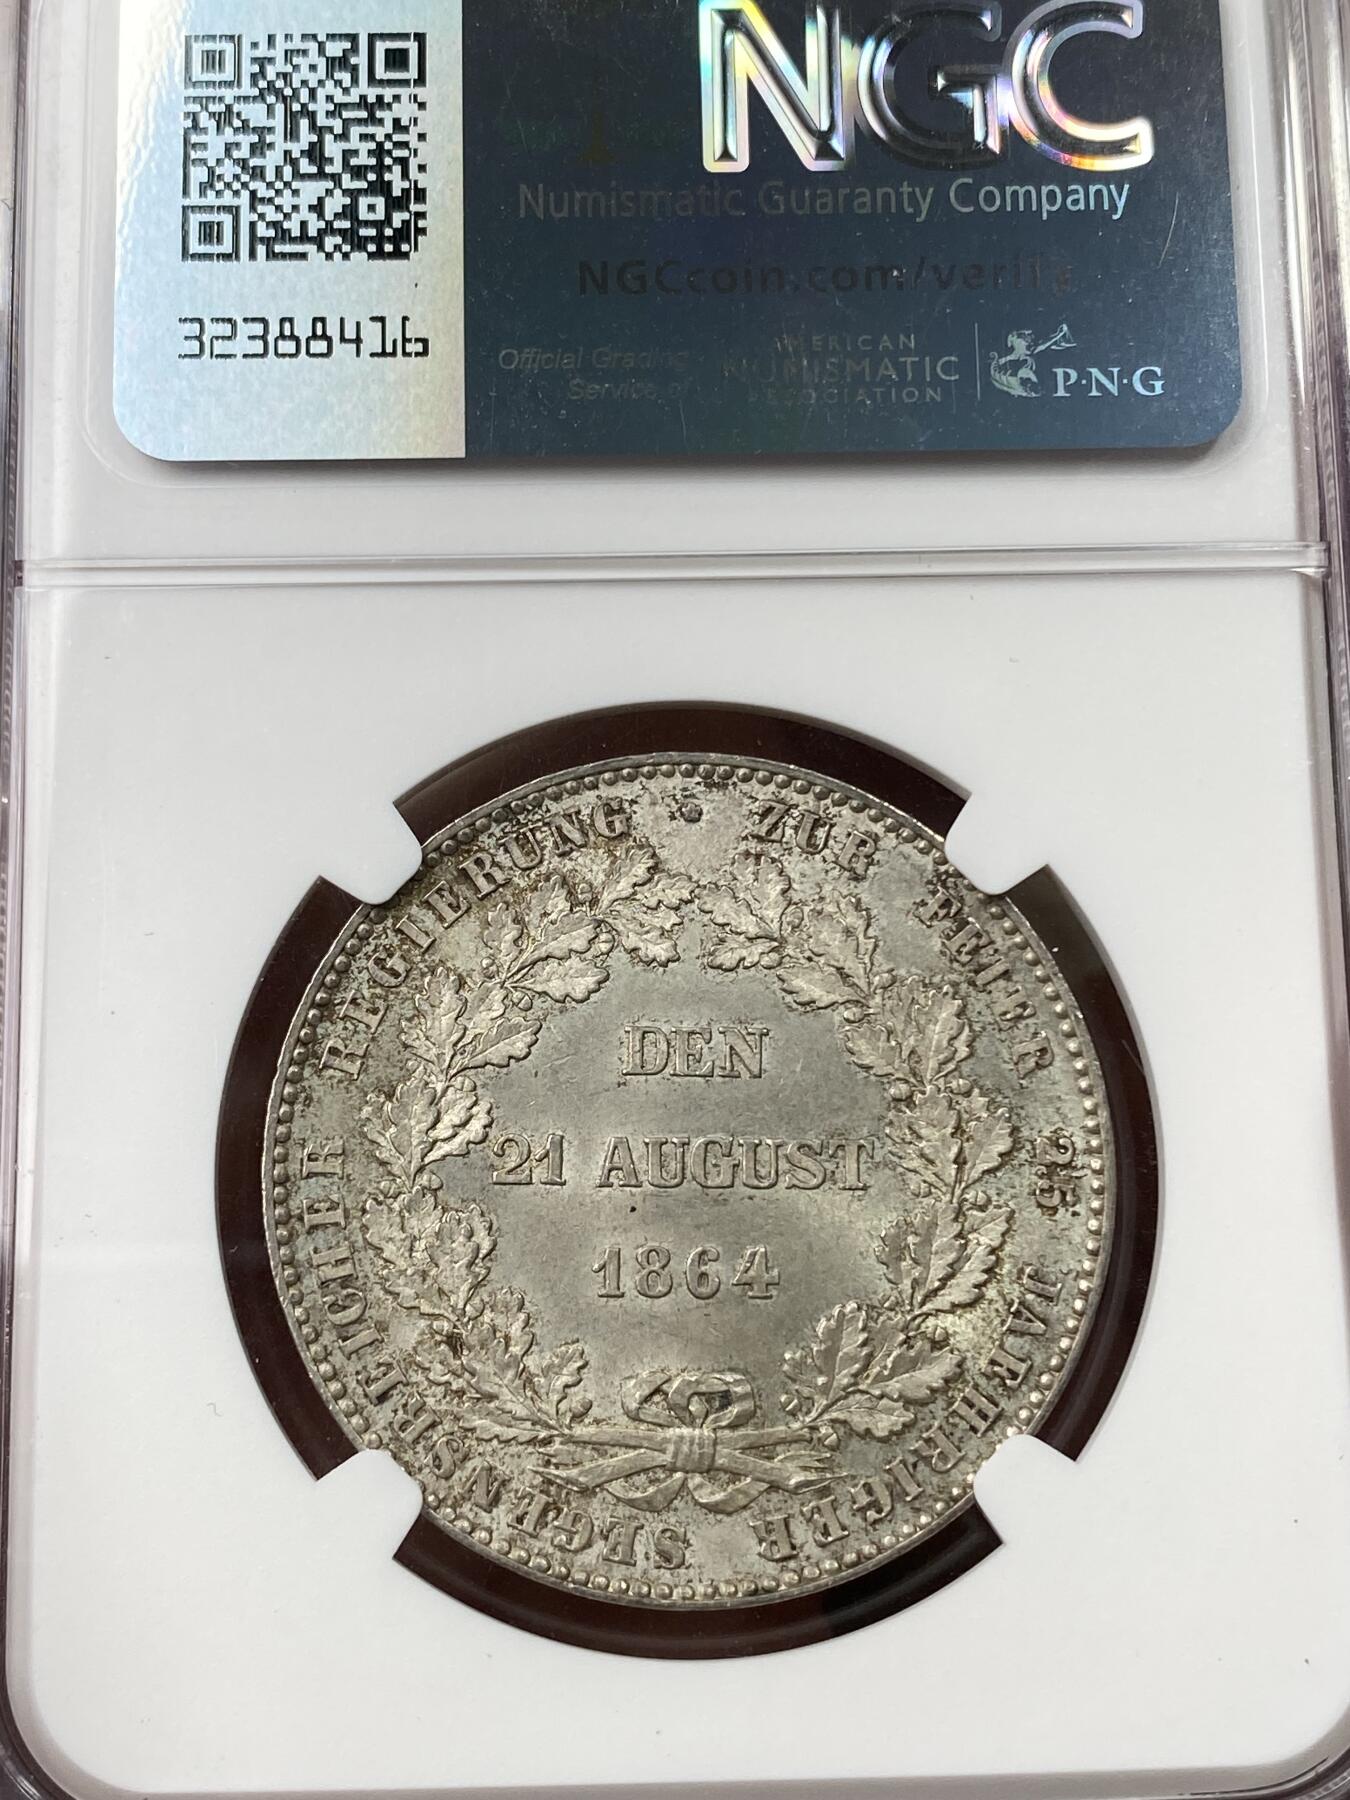 NGC
Numismatic Guaranty Company
NGCcoin.com/verify
32388416
Official Grading
Service of
AMERICAN
NUMISMATIC
ASSOCIATION
P·N·G
ZUR FEIER 25 JAEHRIGER SEGENSREICHER REGIERUNG
DEN
21 AUGUST
1864